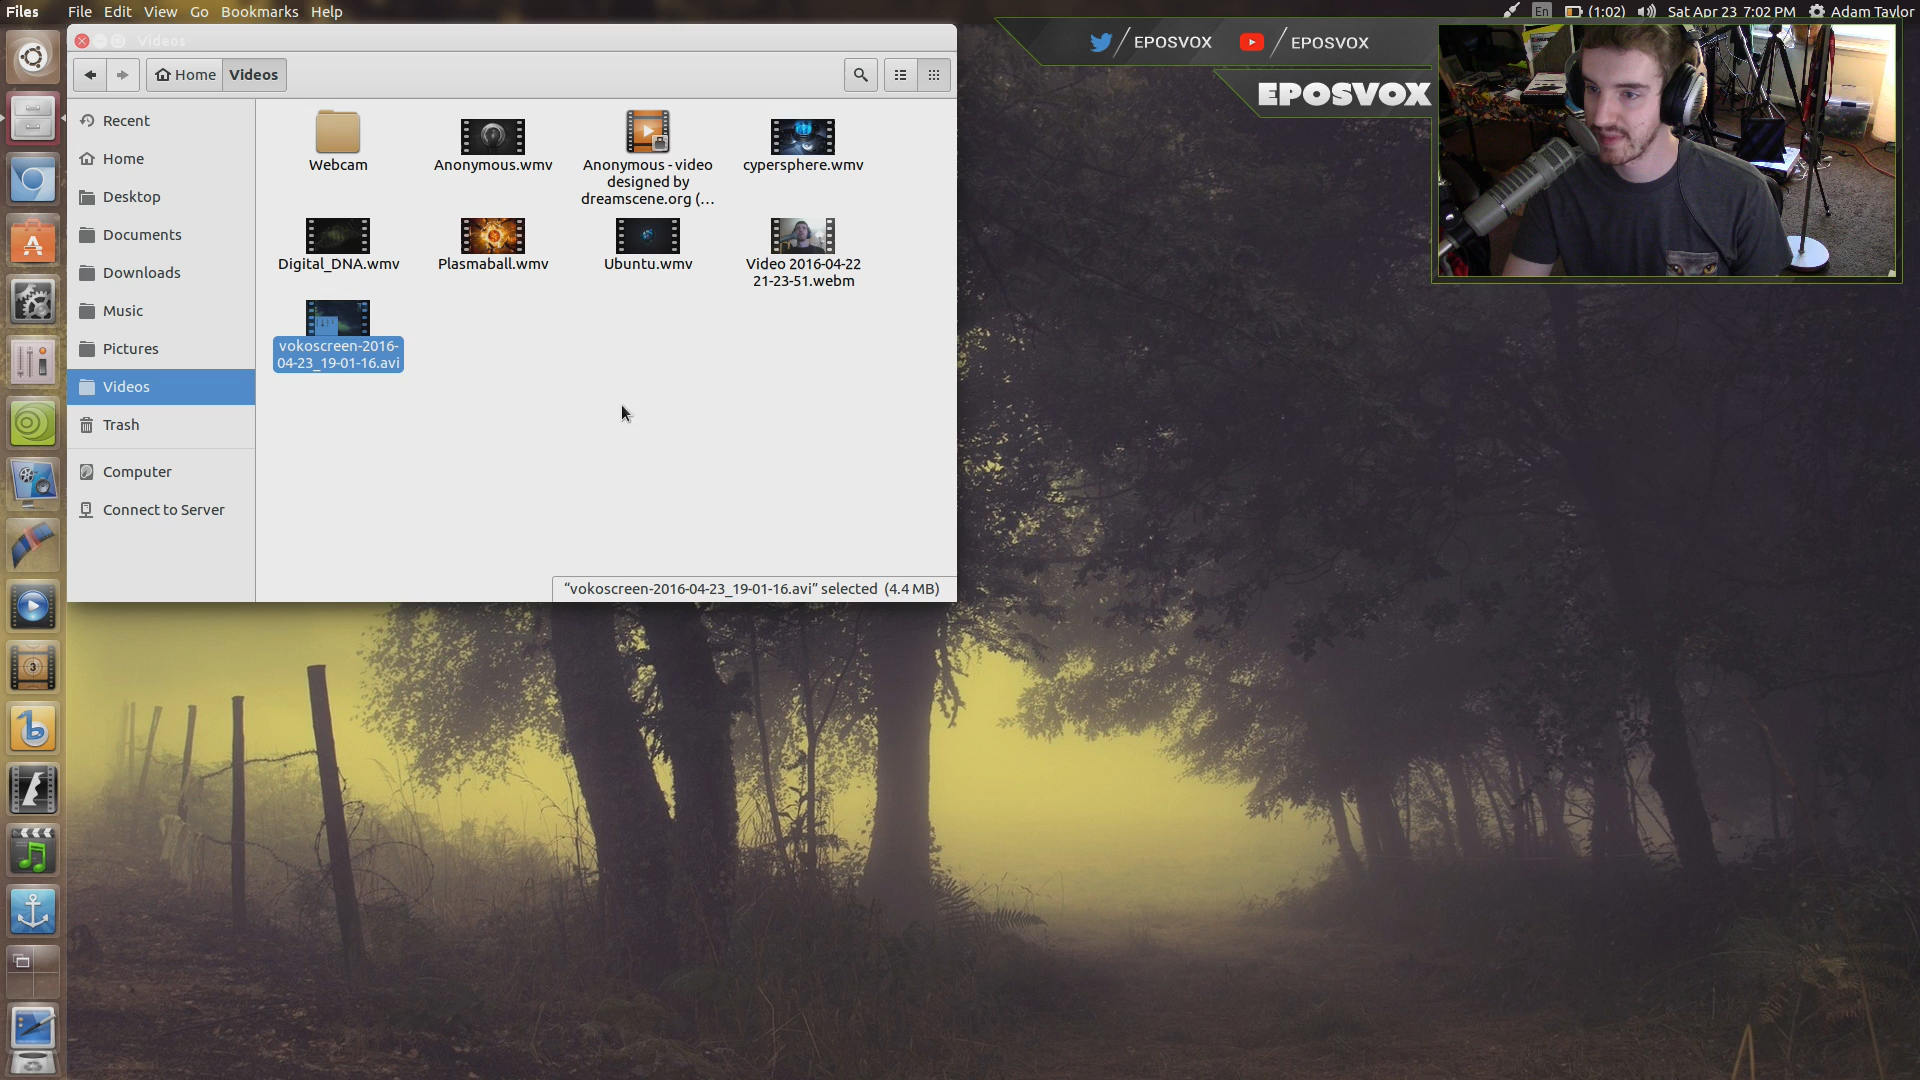 Files File Edit View Go Bookmarks Help
En (1:02) Sat Apr 23 7:02 PM Adam Taylor
EPOSVOX EPOSVOX
EPOSVOX
Videos
Home Videos
Recent
Home
Desktop
Documents
Downloads
Music
Pictures
Videos
Trash
Computer
Connect to Server
Webcam
Anonymous.wmv
Anonymous - video
designed by
dreamscene.org (…
cypersphere.wmv
Digital_DNA.wmv
Plasmaball.wmv
Ubuntu.wmv
Video 2016-04-22
21-23-51.webm
vokoscreen-2016-
04-23_19-01-16.avi
“vokoscreen-2016-04-23_19-01-16.avi” selected (4.4 MB)
3
b